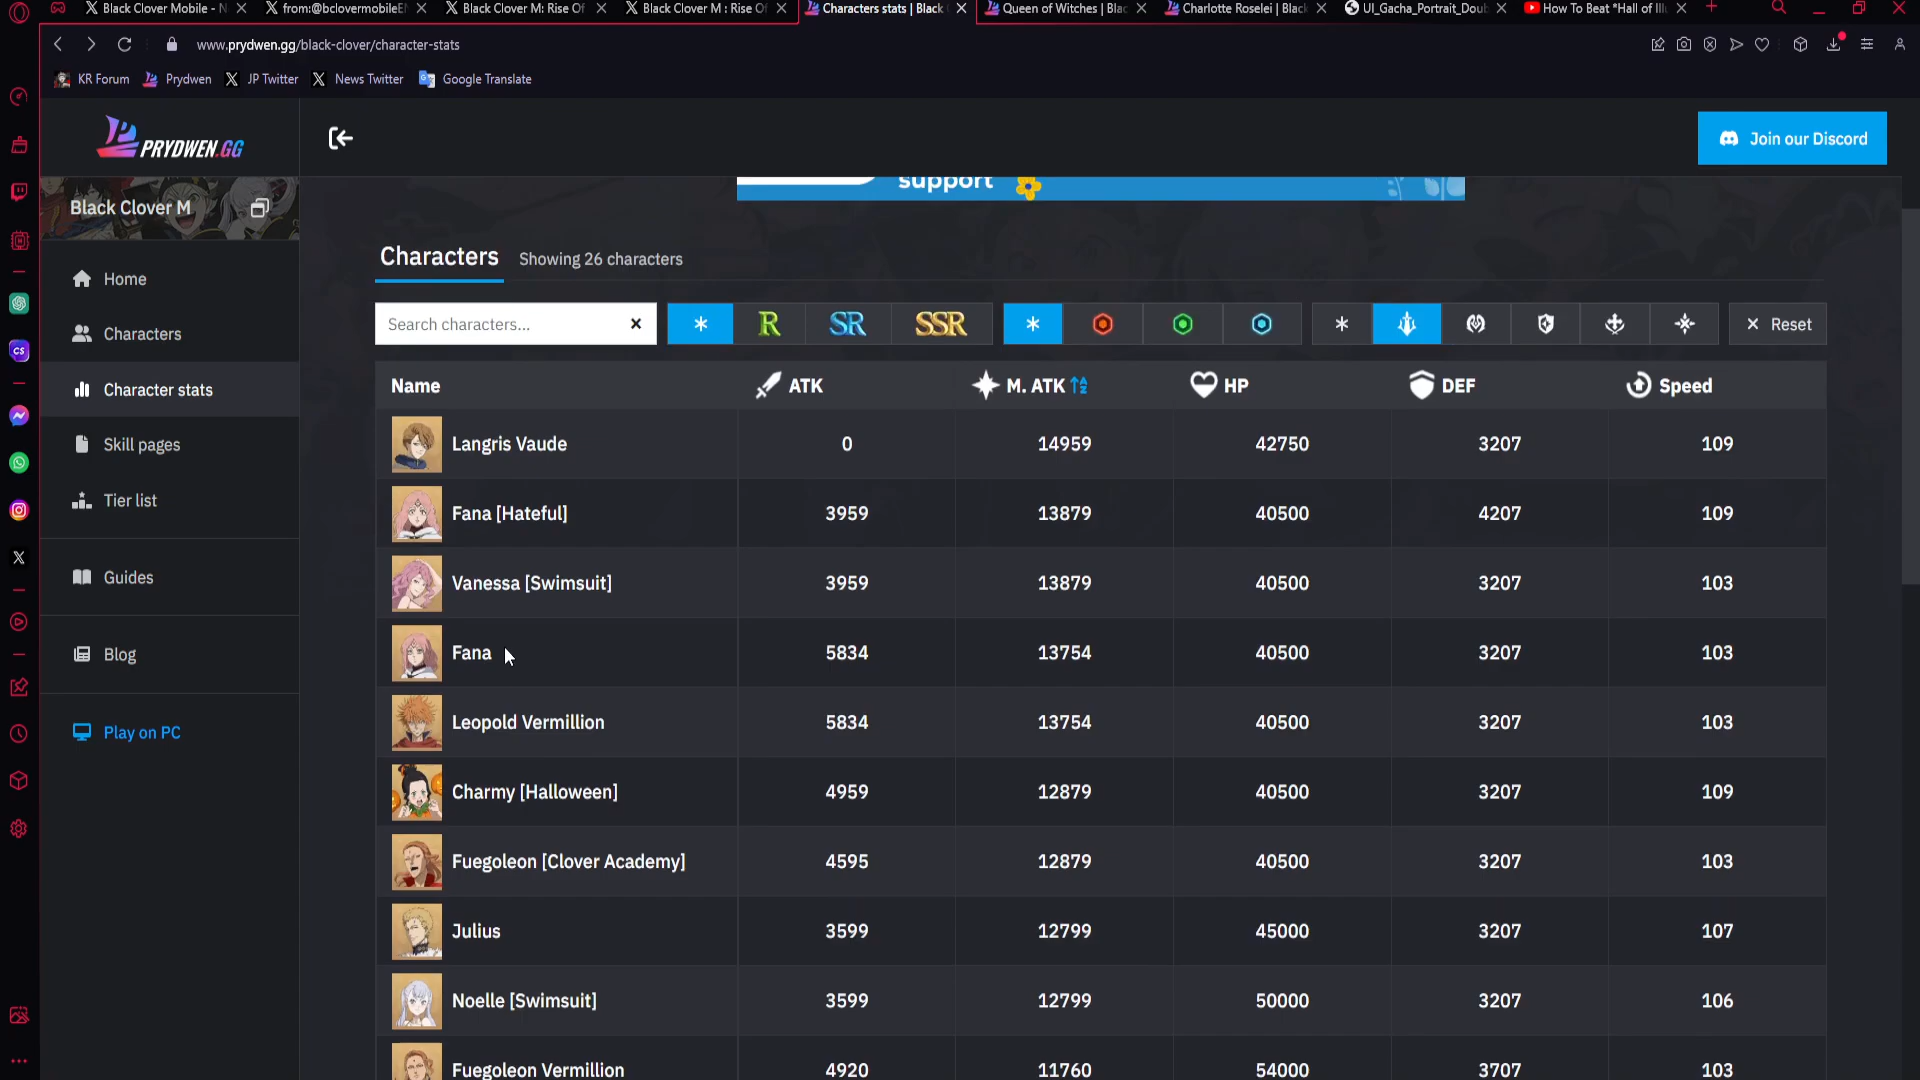 Black Clover Mobile - N
from:@bclovermobileE
Black Clover M: Rise Of
Black Clover M : Rise Of
Characters stats | Black
Queen of Witches | Blac
Charlotte Roselei | Black
UI_Gacha_Portrait_Doub
How To Beat *Hall of Ill
www.prydwen.gg/black-clover/character-stats
KR Forum
Prydwen
JP Twitter
News Twitter
Google Translate
PRYDWEN.GG
Join our Discord
Black Clover M
support
Home
Characters
Character stats
Skill pages
Tier list
Guides
Blog
Play on PC
CS
Characters Showing 26 characters
Search characters...
R SR SSR
Reset
Name ATK M. ATK HP DEF Speed
Langris Vaude 0 14959 42750 3207 109
Fana [Hateful] 3959 13879 40500 4207 109
Vanessa [Swimsuit] 3959 13879 40500 3207 103
Fana 5834 13754 40500 3207 103
Leopold Vermillion 5834 13754 40500 3207 103
Charmy [Halloween] 4959 12879 40500 3207 109
Fuegoleon [Clover Academy] 4595 12879 40500 3207 103
Julius 3599 12799 45000 3207 107
Noelle [Swimsuit] 3599 12799 50000 3207 106
Fuegoleon Vermillion 4920 11760 54000 3707 103